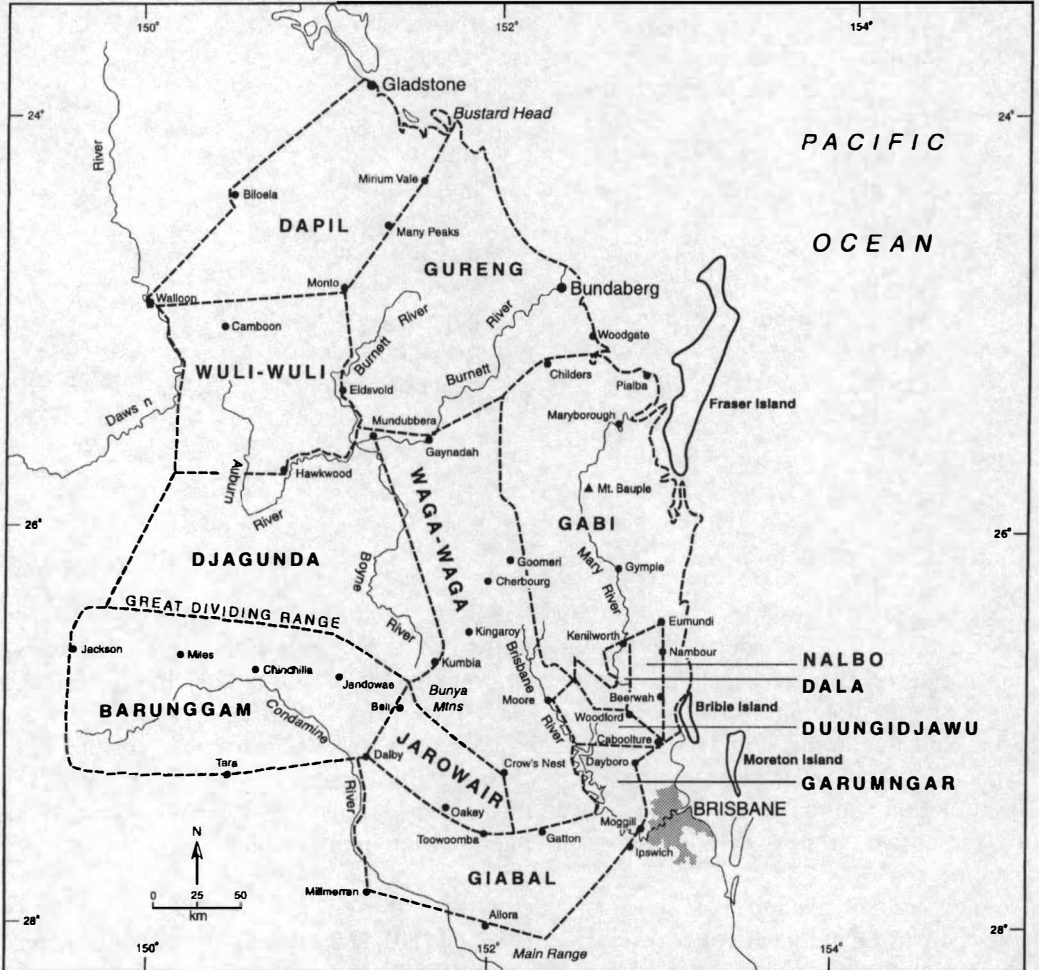 150°
152°
154°
24°
24°
Gladstone
Bustard Head
PACIFIC
OCEAN
River
Mirium Vale
Biloela
DAPIL
Many Peaks
GURENG
Monto
Bundaberg
Walloon
River
River
Camboon
Woodgate
Burnett
WULI-WULI
Burnett
Childers
Pialba
Eldsvold
Fraser Island
Daws n
Mundubbera
Maryborough
Gaynadah
Auburn
Hawkwood
WAGA-WAGA
Mt. Bauple
River
26°
26°
GABI
DJAGUNDA
Boyne
Goomeri
Mary
Gympie
Cherbourg
River
GREAT DIVIDING RANGE
Eumundi
River
Kingaroy
Kenilworth
Jackson
Miles
Brisbane
Nambour
Chinchilla
Kumbia
NALBO
Jandowae
DALA
Bunya
Mtns
Beerwah
Moore
Bribie Island
BARUNGGAM
Bell
Condamine
Woodford
River
DUUNGIDJAWU
Caboolture
Dalby
Dayboro
Moreton Island
JAROWAIR
Crow's Nest
Tara
GARUMNGAR
River
Oakey
BRISBANE
Moggill
Toowoomba
Gatton
Ipswich
N
GIABAL
Millmerran
0 25 50
km
Allora
28°
28°
Main Range
150°
152°
154°